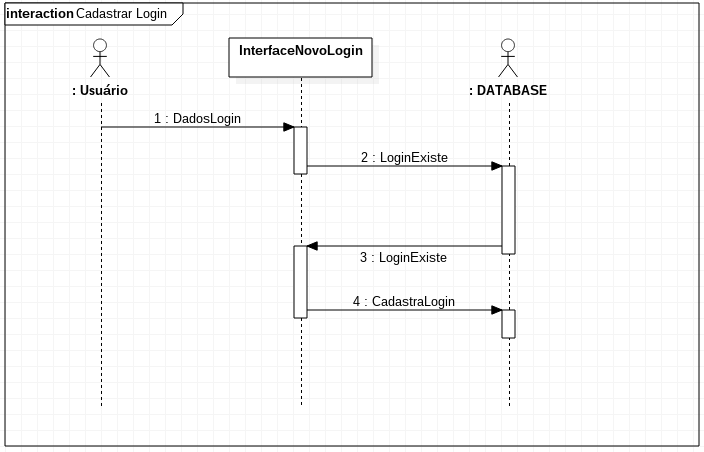 interaction Cadastrar Login
InterfaceNovoLogin
: Usuário
: DATABASE
1 : DadosLogin
2 : LoginExiste
3 : LoginExiste
4 : CadastraLogin